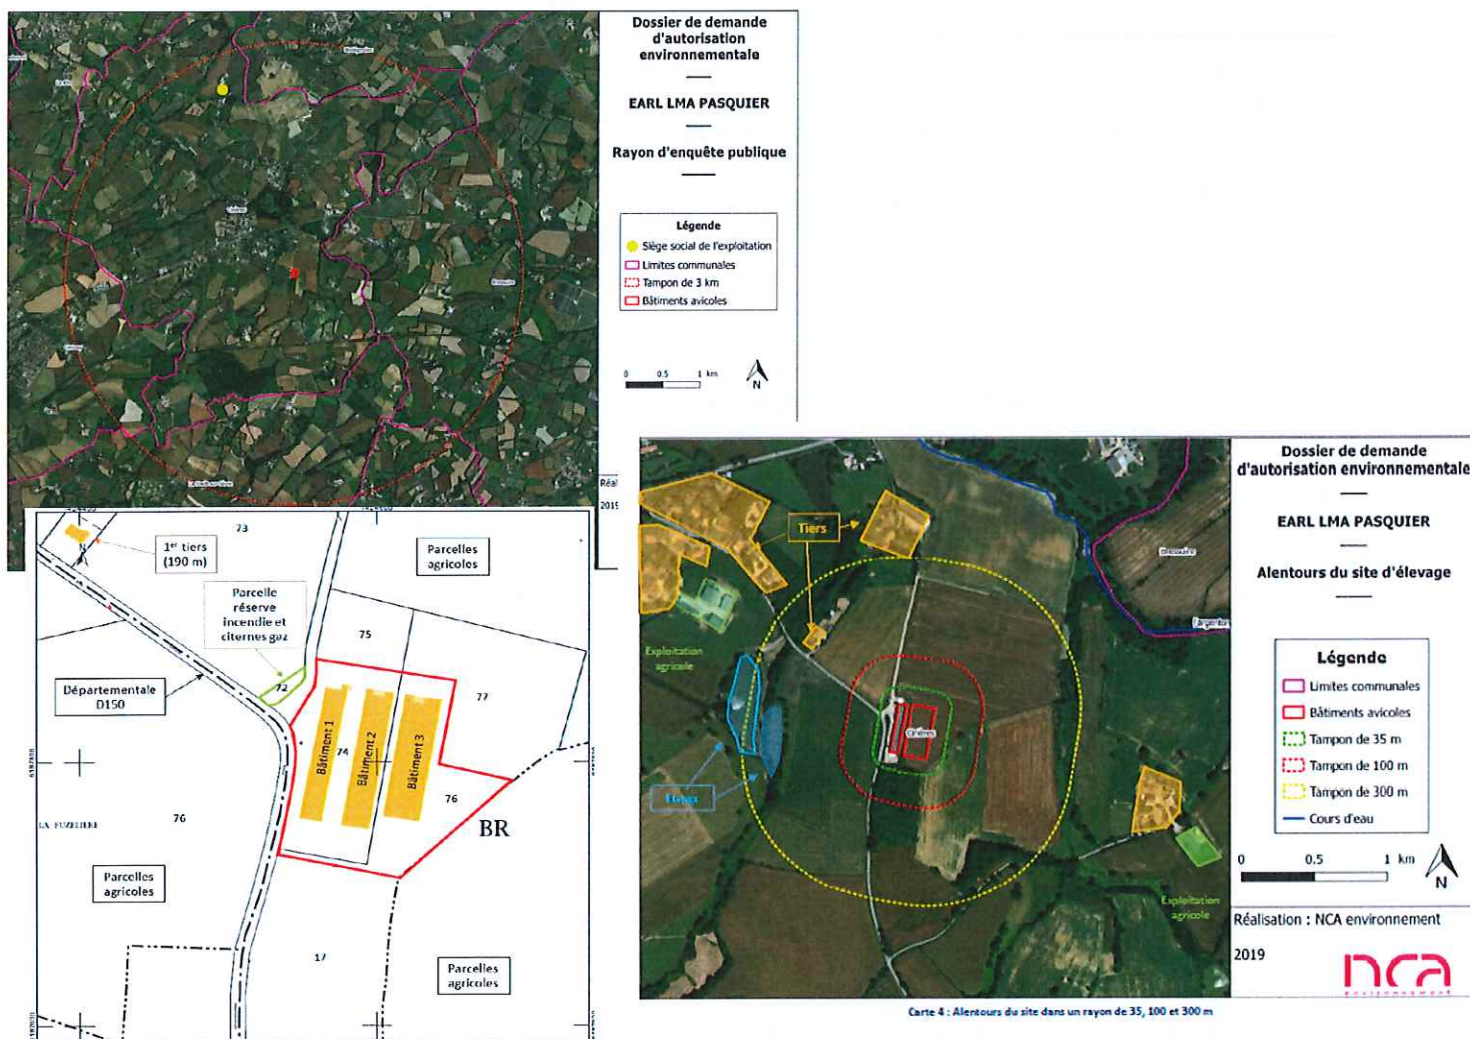 Dossier de demande
d'autorisation
environnementale
EARL LMA PASQUIER
Rayon d'enquête publique
Légende
Siège social de l'exploitation
Limites communales
Tampon de 3 km
Bâtiments avicoles
0 0.5 1 km
N
Réal
2019
73
1er tiers
(190 m)
N
Parcelles
agricoles
Parcelle
réserve
incendie et
citernes gaz
75
72
77
Départementale
D150
Bâtiment 1
74
Bâtiment 2
Bâtiment 3
76
76
BR
LA FUZELIERE
Parcelles
agricoles
17
Parcelles
agricoles
Tiers
Exploitation
agricole
Etangs
Cirières
Bressuire
l'Argenton
Exploitation
agricole
Dossier de demande
d'autorisation environnementale
EARL LMA PASQUIER
Alentours du site d'élevage
Légende
Limites communales
Bâtiments avicoles
Tampon de 35 m
Tampon de 100 m
Tampon de 300 m
Cours d'eau
0 0.5 1 km
N
Réalisation : NCA environnement
2019
nca
environnement
Carte 4 : Alentours du site dans un rayon de 35, 100 et 300 m